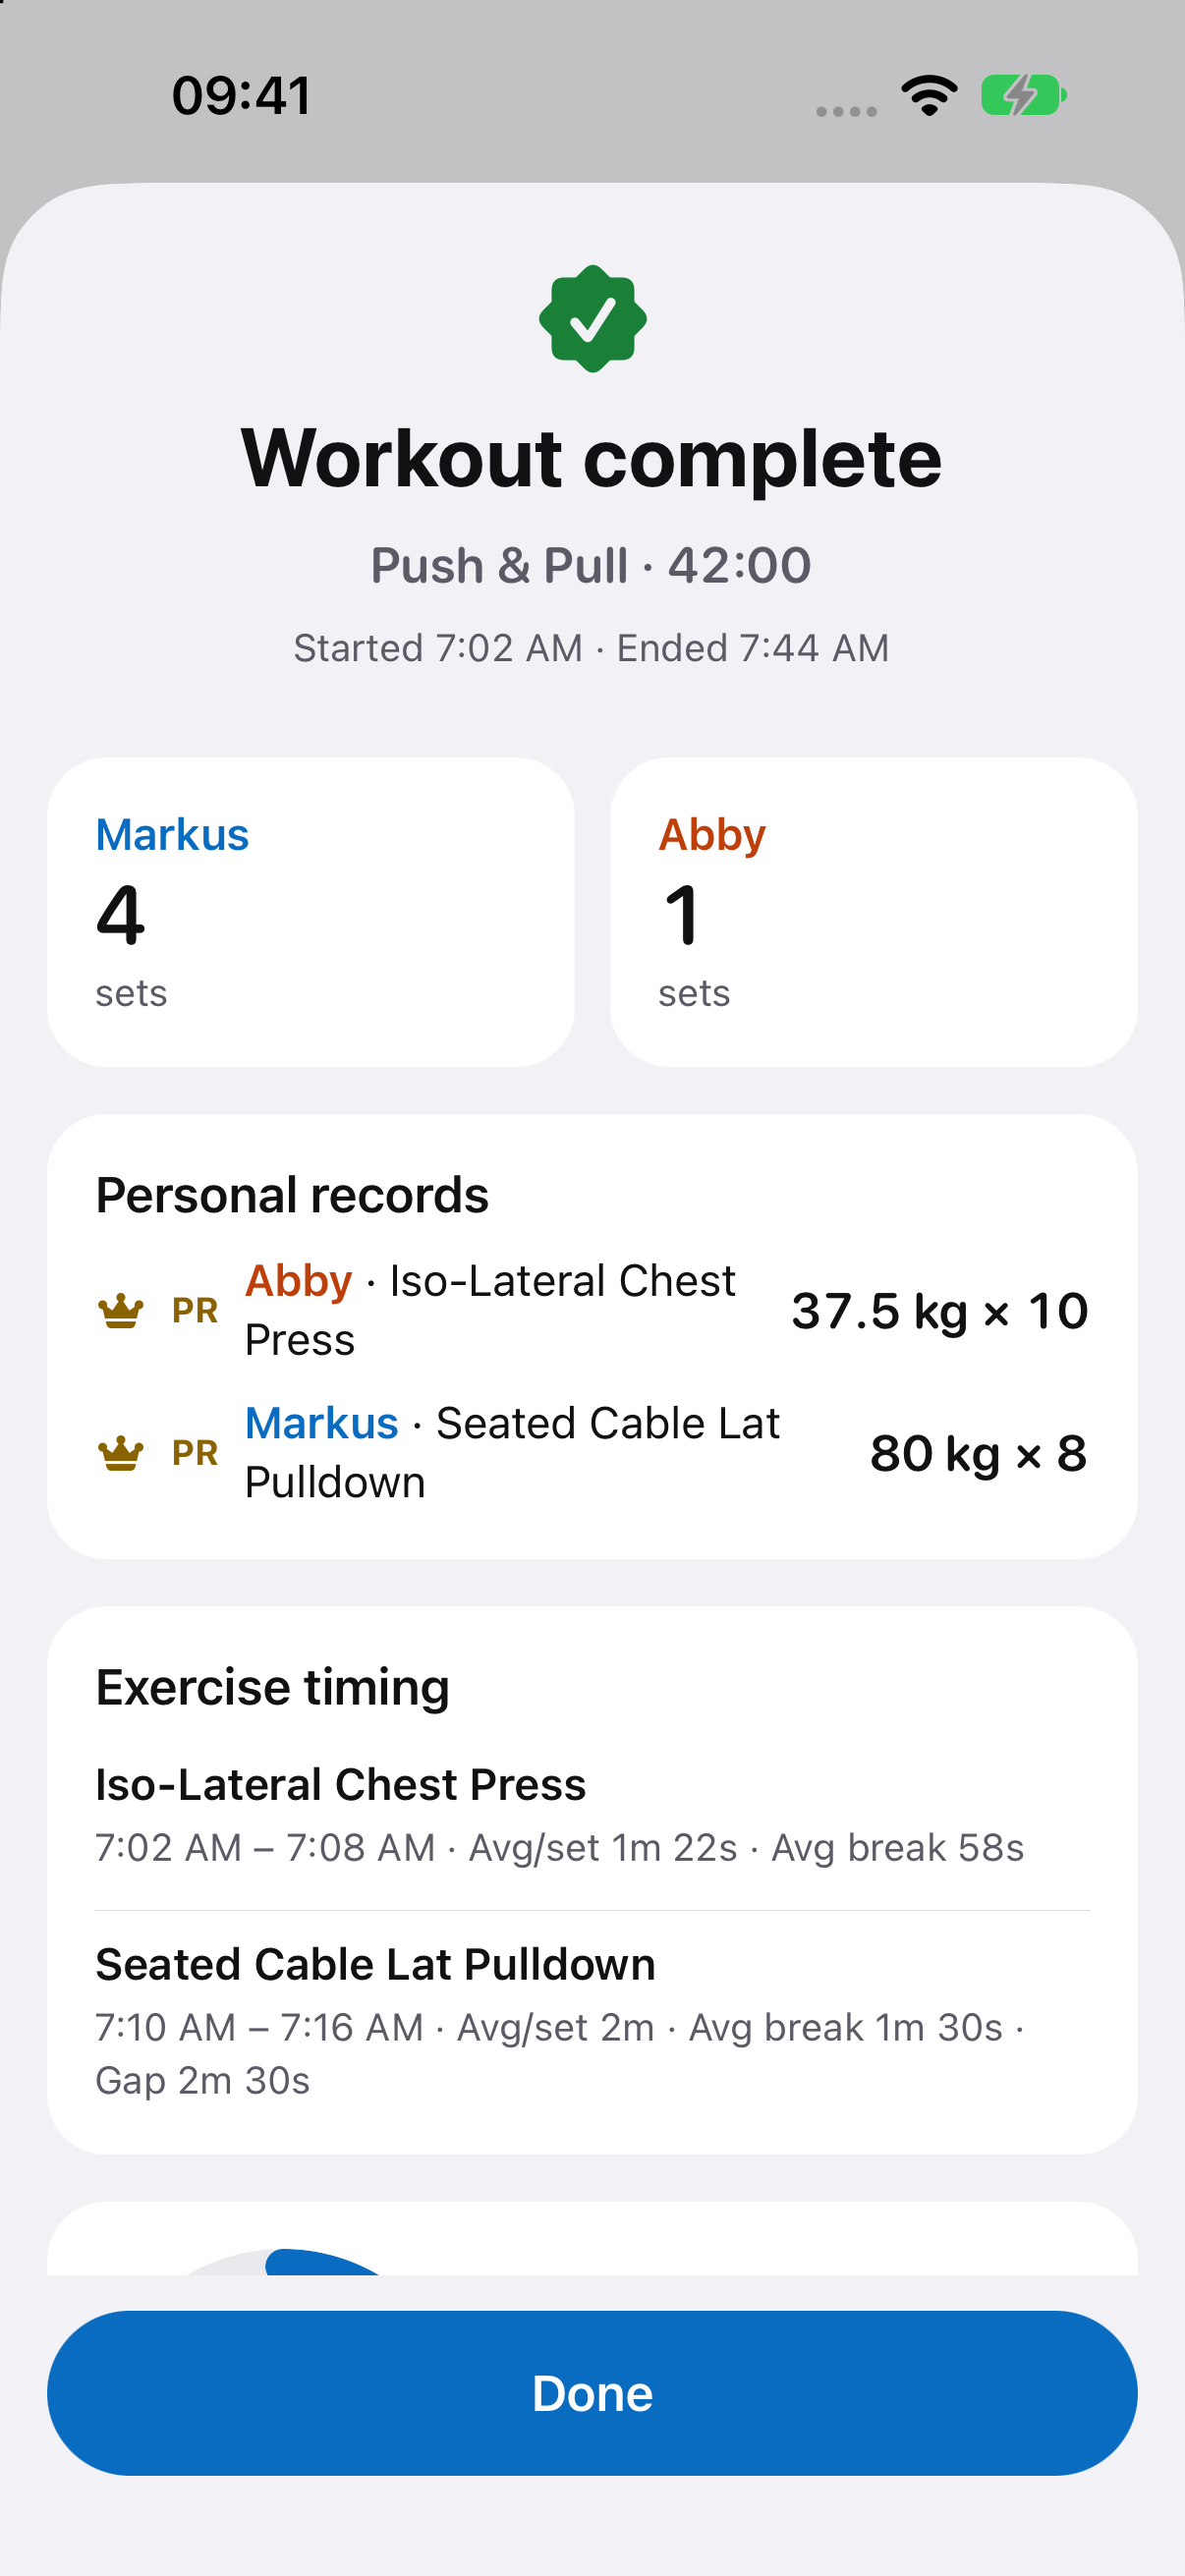 09:41
Workout complete
Push & Pull · 42:00
Started 7:02 AM · Ended 7:44 AM
Markus
4
sets
Abby
1
sets
Personal records
PR Abby · Iso-Lateral Chest Press 37.5 kg × 10
PR Markus · Seated Cable Lat Pulldown 80 kg × 8
Exercise timing
Iso-Lateral Chest Press
7:02 AM – 7:08 AM · Avg/set 1m 22s · Avg break 58s
Seated Cable Lat Pulldown
7:10 AM – 7:16 AM · Avg/set 2m · Avg break 1m 30s ·
Gap 2m 30s
Done